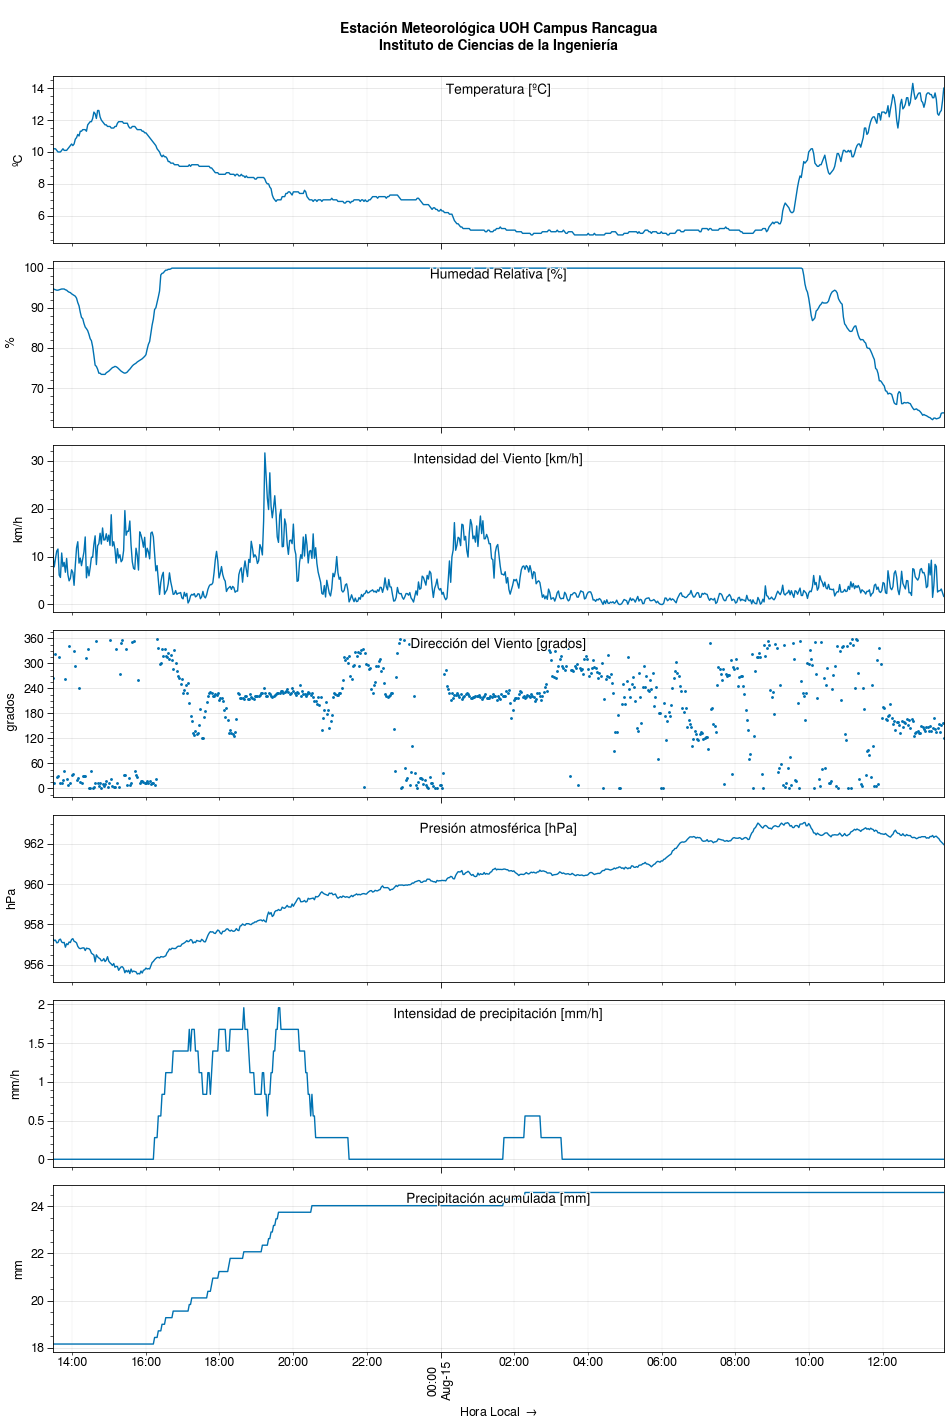 Estación Meteorológica UOH Campus Rancagua
Instituto de Ciencias de la Ingeniería
Temperatura [ºC]
14
12
10
8
6
ºC
Humedad Relativa [%]
100
90
80
70
%
Intensidad del Viento [km/h]
30
20
10
0
km/h
Dirección del Viento [grados]
360
300
240
180
120
60
0
grados
Presión atmosférica [hPa]
962
960
958
956
hPa
Intensidad de precipitación [mm/h]
2
1.5
1
0.5
0
mm/h
Precipitación acumulada [mm]
24
22
20
18
mm
14:00 16:00 18:00 20:00 22:00 00:00 02:00 04:00 06:00 08:00 10:00 12:00
Aug-15
Hora Local →